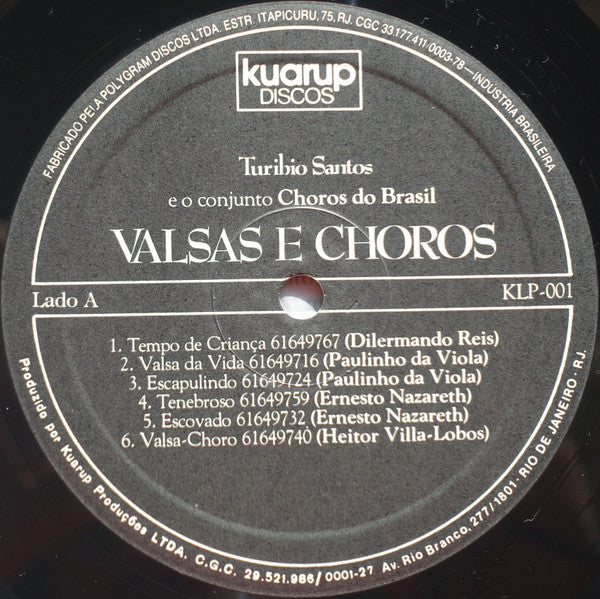 FABRICADO PELA POLYGRAM DISCOS LTDA. ESTR. ITAPICURU, 75, RJ. CGC 33.177.411.0003-78 — INDÚSTRIA BRASILEIRA
kuarup
DISCOS
Turibio Santos
e o conjunto Choros do Brasil
VALSAS E CHOROS
Lado A
KLP-001
1. Tempo de Criança 61649767 (Dilermando Reis)
2. Valsa da Vida 61649716 (Paulinho da Viola)
3. Escapulindo 61649724 (Paulinho da Viola)
4. Tenebroso 61649759 (Ernesto Nazareth)
5. Escovado 61649732 (Ernesto Nazareth)
6. Valsa-Choro 61649740 (Heitor Villa-Lobos)
Produzido por Kuarup Produções LTDA. C.G.C. 29.521.986/0001-27 Av. Rio Branco, 277/1801 - RIO DE JANEIRO - RJ.